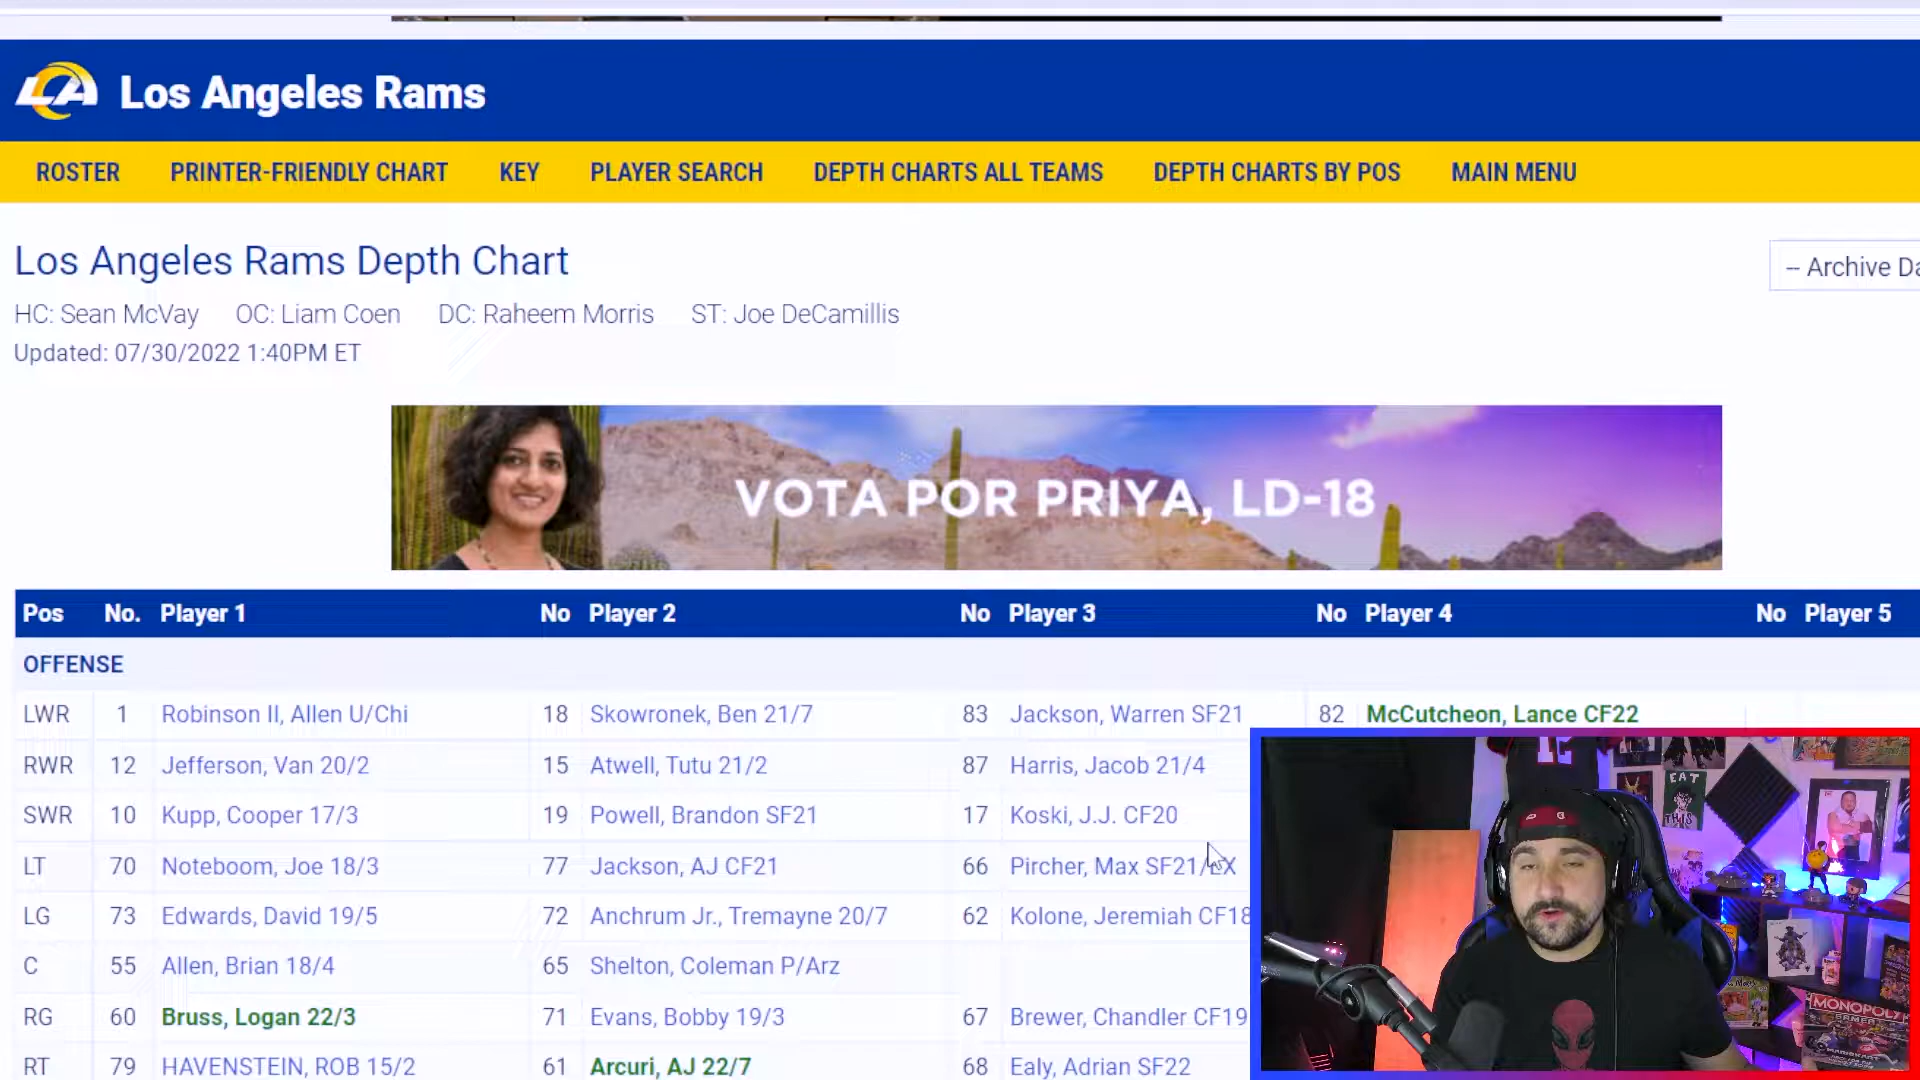 LA Los Angeles Rams
ROSTER PRINTER-FRIENDLY CHART KEY PLAYER SEARCH DEPTH CHARTS ALL TEAMS DEPTH CHARTS BY POS MAIN MENU
Los Angeles Rams Depth Chart
-- Archive Da
HC: Sean McVay OC: Liam Coen DC: Raheem Morris ST: Joe DeCamillis
Updated: 07/30/2022 1:40PM ET
VOTA POR PRIYA, LD-18
Pos No. Player 1 No Player 2 No Player 3 No Player 4 No Player 5
OFFENSE
LWR 1 Robinson II, Allen U/Chi 18 Skowronek, Ben 21/7 83 Jackson, Warren SF21 82 McCutcheon, Lance CF22
RWR 12 Jefferson, Van 20/2 15 Atwell, Tutu 21/2 87 Harris, Jacob 21/4
SWR 10 Kupp, Cooper 17/3 19 Powell, Brandon SF21 17 Koski, J.J. CF20
LT 70 Noteboom, Joe 18/3 77 Jackson, AJ CF21 66 Pircher, Max SF21/EX
LG 73 Edwards, David 19/5 72 Anchrum Jr., Tremayne 20/7 62 Kolone, Jeremiah CF18
C 55 Allen, Brian 18/4 65 Shelton, Coleman P/Arz
RG 60 Bruss, Logan 22/3 71 Evans, Bobby 19/3 67 Brewer, Chandler CF19
RT 79 HAVENSTEIN, ROB 15/2 61 Arcuri, AJ 22/7 68 Ealy, Adrian SF22
12
EAT
THIS
MONOPOLY
GAMER